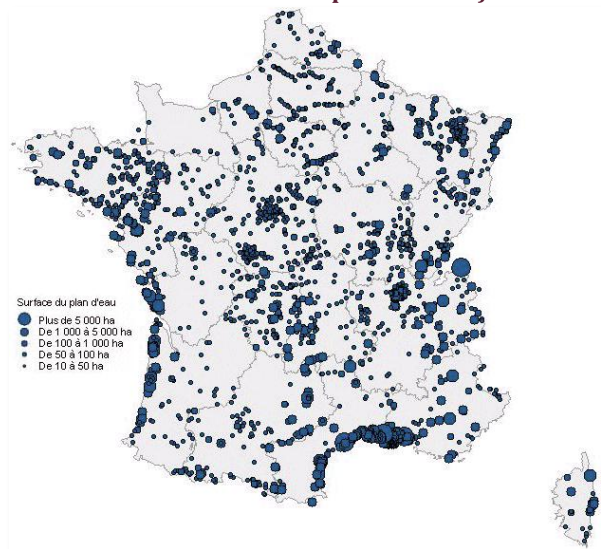 Surface du plan d'eau
Plus de 5 000 ha
De 1 000 à 5 000 ha
De 100 à 1 000 ha
De 50 à 100 ha
De 10 à 50 ha